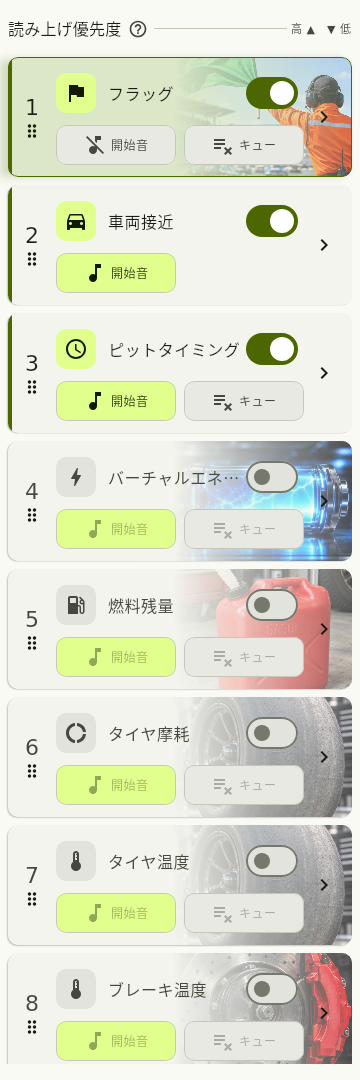 読み上げ優先度 高 ▲ ▼ 低
1 フラッグ
開始音 キュー
2 車両接近
開始音
3 ピットタイミング
開始音 キュー
4 バーチャルエネ…
開始音 キュー
5 燃料残量
開始音 キュー
6 タイヤ摩耗
開始音 キュー
7 タイヤ温度
開始音 キュー
8 ブレーキ温度
開始音 キュー